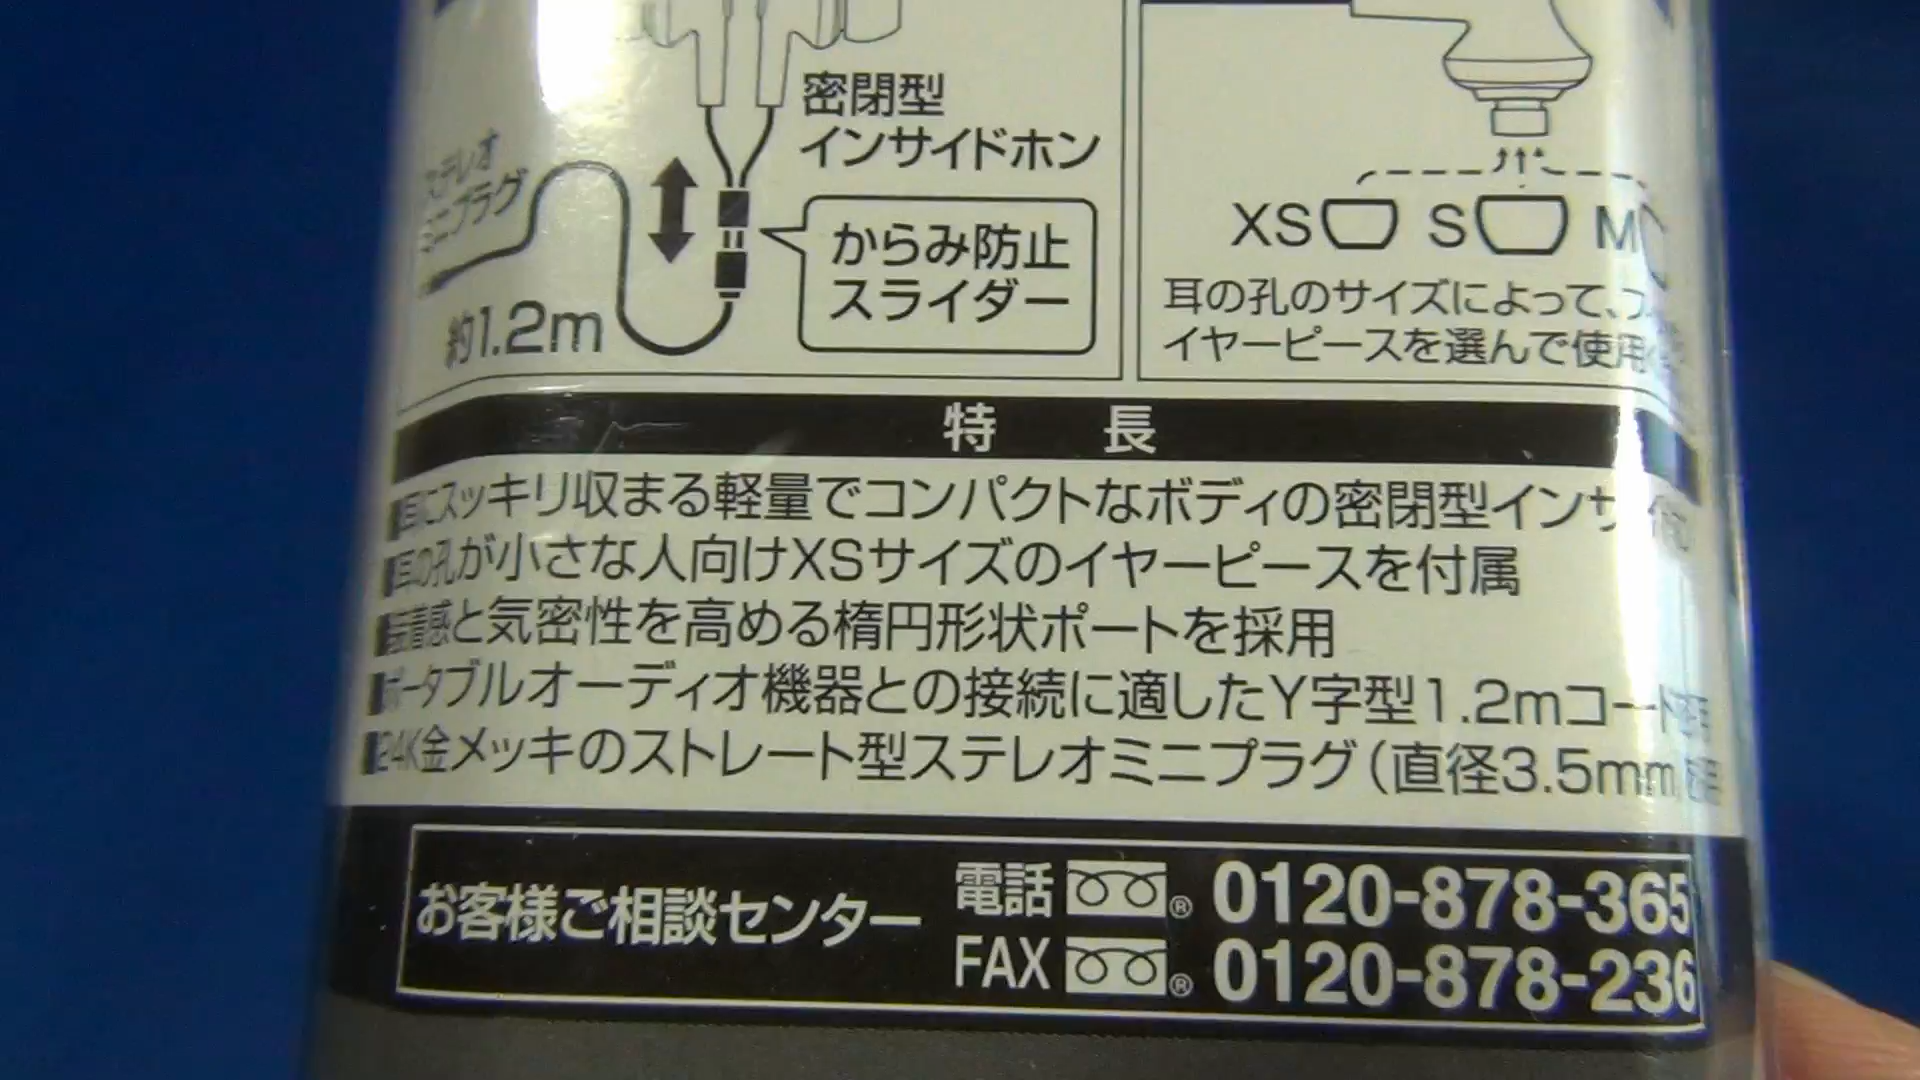 密閉型
インサイドホン
ステレオ
ミニプラグ
からみ防止
スライダー
約1.2m
XS S M
耳の孔のサイズによって、
イヤーピースを選んで使用
特 長
■耳にスッキリ収まる軽量でコンパクトなボディの密閉型インサイ
■耳の孔が小さな人向けXSサイズのイヤーピースを付属
■装着感と気密性を高める楕円形状ポートを採用
■ポータブルオーディオ機器との接続に適したY字型1.2mコード
■24K金メッキのストレート型ステレオミニプラグ(直径3.5mm
お客様ご相談センター
電話 ® 0120-878-365
FAX ® 0120-878-236